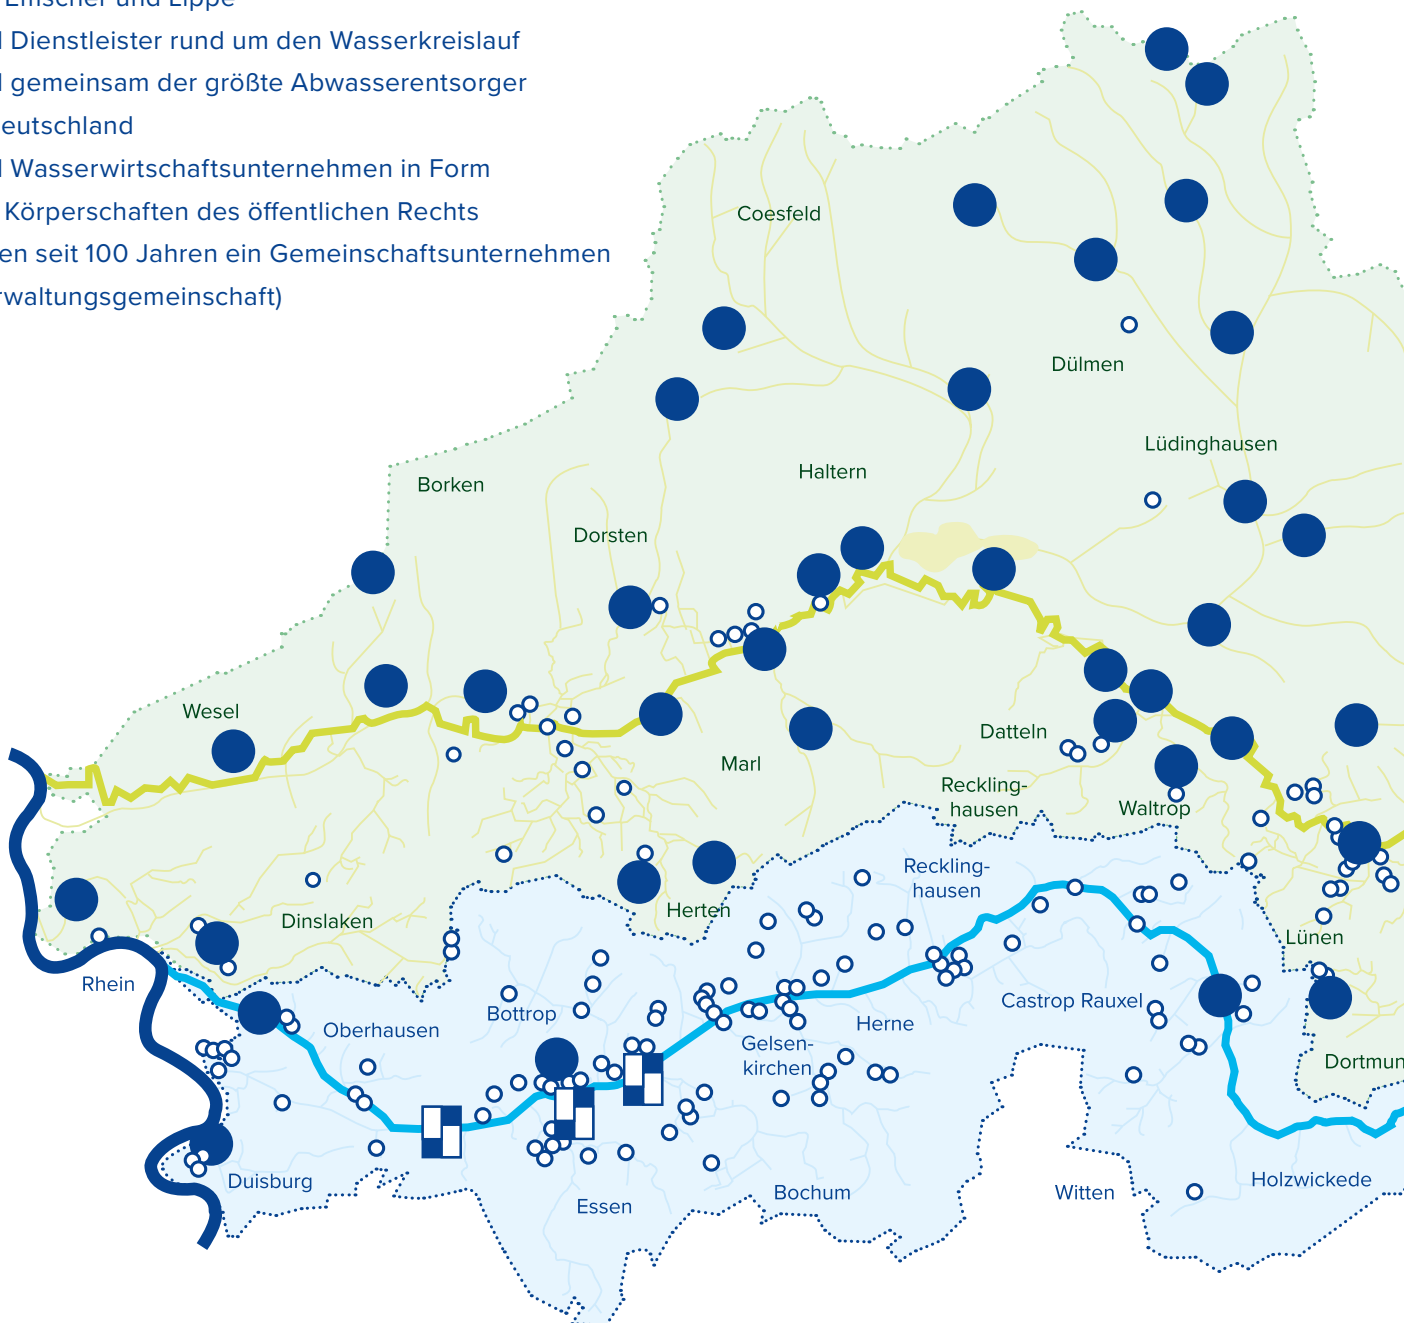 Emscher und Lippe
Dienstleister rund um den Wasserkreislauf
gemeinsam der größte Abwasserentsorger
eutschland
Wasserwirtschaftsunternehmen in Form
Körperschaften des öffentlichen Rechts
en seit 100 Jahren ein Gemeinschaftsunternehmen
rwaltungsgemeinschaft)
Coesfeld
Dülmen
Lüdinghausen
Haltern
Borken
Dorsten
Wesel
Datteln
Marl
Reckling-
hausen
Waltrop
Reckling-
hausen
Herten
Dinslaken
Lünen
Rhein
Castrop Rauxel
Bottrop
Herne
Oberhausen
Gelsen-
kirchen
Dortmun
Duisburg
Holzwickede
Bochum
Witten
Essen